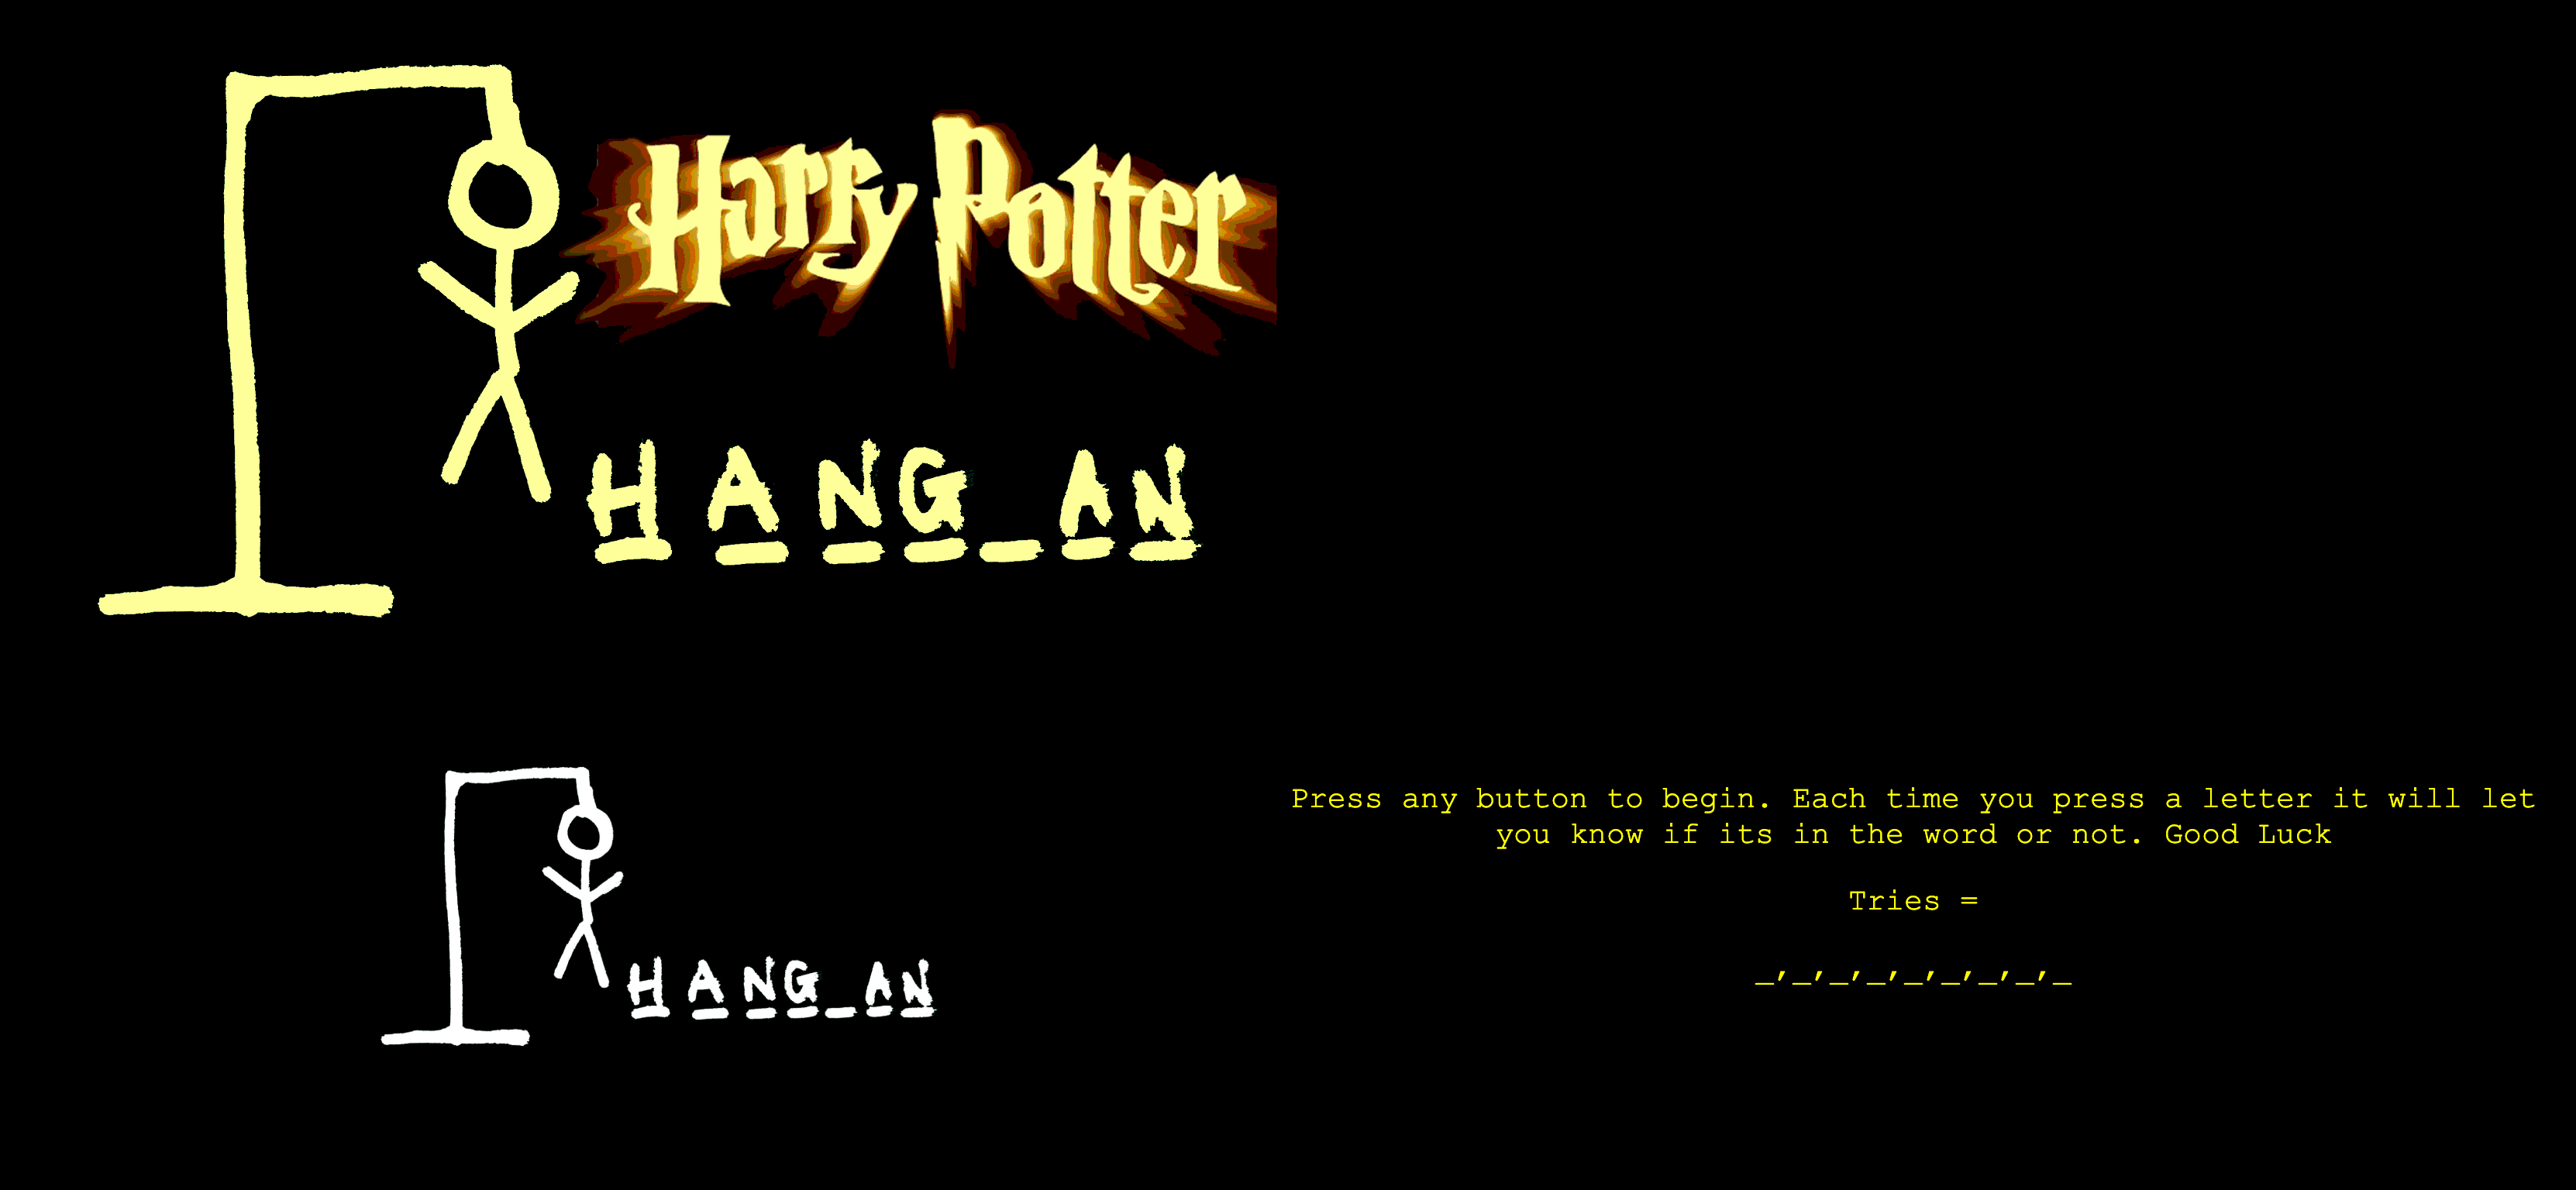 Harry Potter
HANG_AN
HANG_AN
Press any button to begin. Each time you press a letter it will let
you know if its in the word or not. Good Luck
Tries =
_,_,_,_,_,_,_,_,_